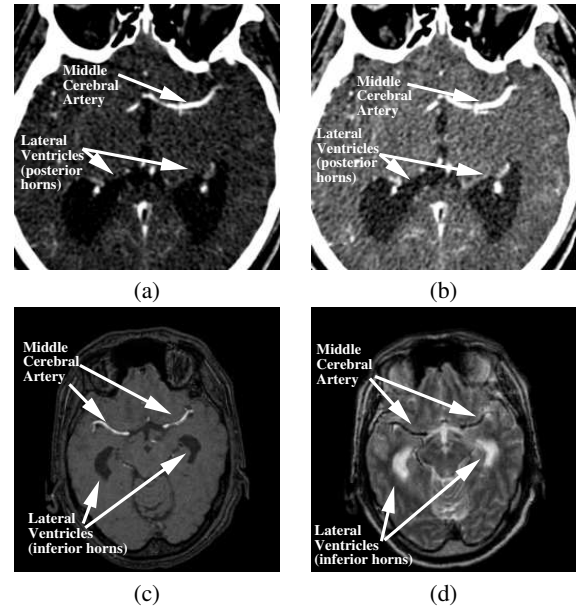 Middle
Cerebral
Artery
Lateral
Ventricles
(posterior
horns)
(a)
Middle
Cerebral
Artery
Lateral
Ventricles
(posterior
horns)
(b)
Middle
Cerebral
Artery
Lateral
Ventricles
(inferior horns)
(c)
Middle
Cerebral
Artery
Lateral
Ventricles
(inferior horns)
(d)